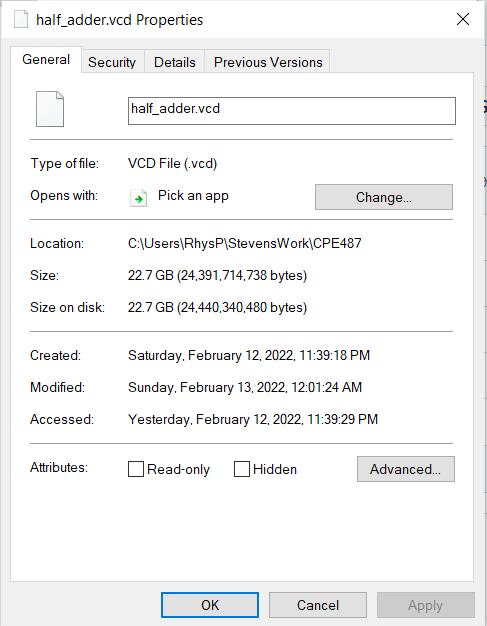 half_adder.vcd Properties
General Security Details Previous Versions
half_adder.vcd
Type of file: VCD File (.vcd)
Opens with: Pick an app Change...
Location: C:\Users\RhysP\StevensWork\CPE487
Size: 22.7 GB (24,391,714,738 bytes)
Size on disk: 22.7 GB (24,440,340,480 bytes)
Created: Saturday, February 12, 2022, 11:39:18 PM
Modified: Sunday, February 13, 2022, 12:01:24 AM
Accessed: Yesterday, February 12, 2022, 11:39:29 PM
Attributes: Read-only Hidden Advanced...
OK Cancel Apply